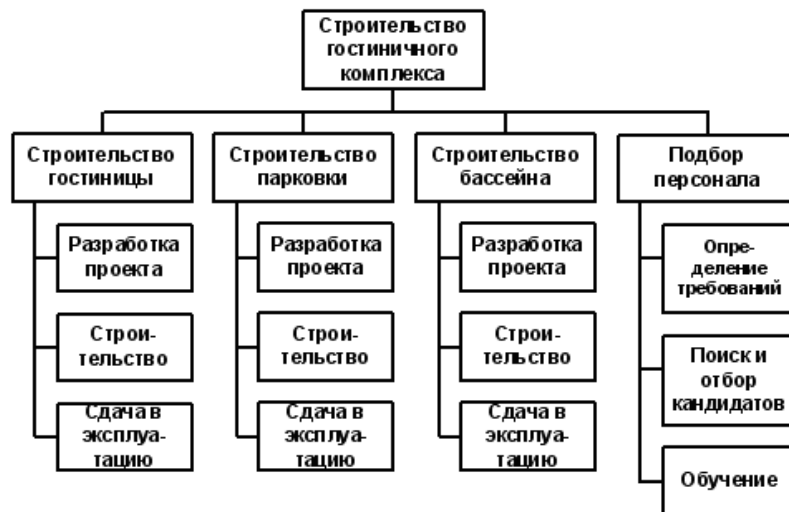 Строительство
гостиничного
комплекса
Строительство
гостиницы
Разработка
проекта
Строи-
тельство
Сдача в
эксплуа-
тацию
Строительство
парковки
Разработка
проекта
Строи-
тельство
Сдача в
эксплуа-
тацию
Строительство
бассейна
Разработка
проекта
Строи-
тельство
Сдача в
эксплуа-
тацию
Подбор
персонала
Опре-
деление
требований
Поиск и
отбор
кандидатов
Обучение